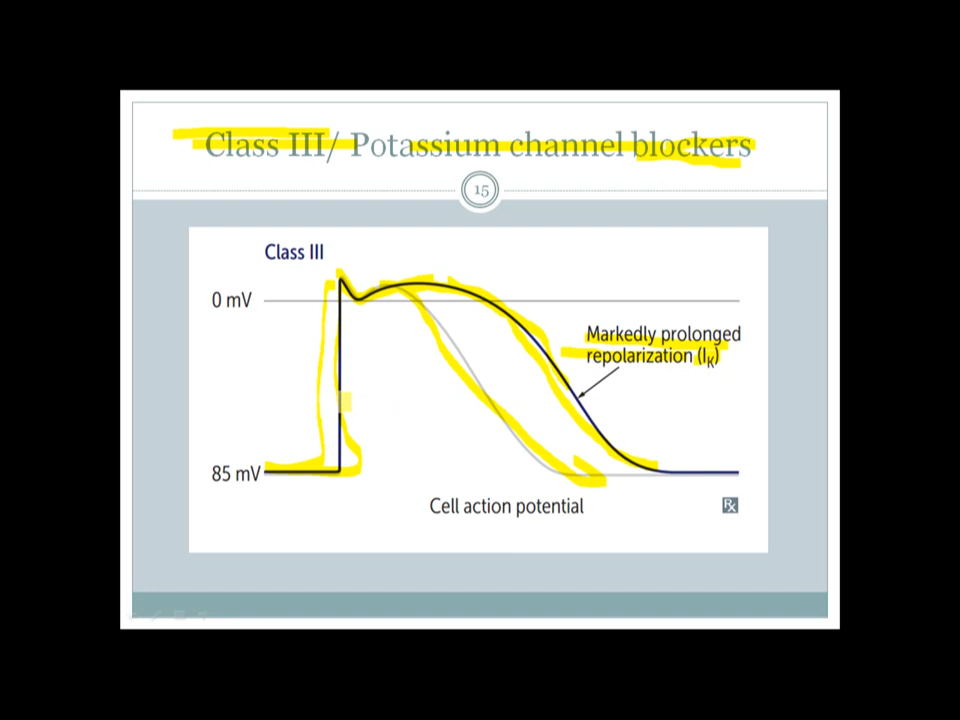 Class III/ Potassium channel blockers
15
Class III
0 mV
Markedly prolonged
repolarization (IK)
85 mV
Cell action potential
Rx